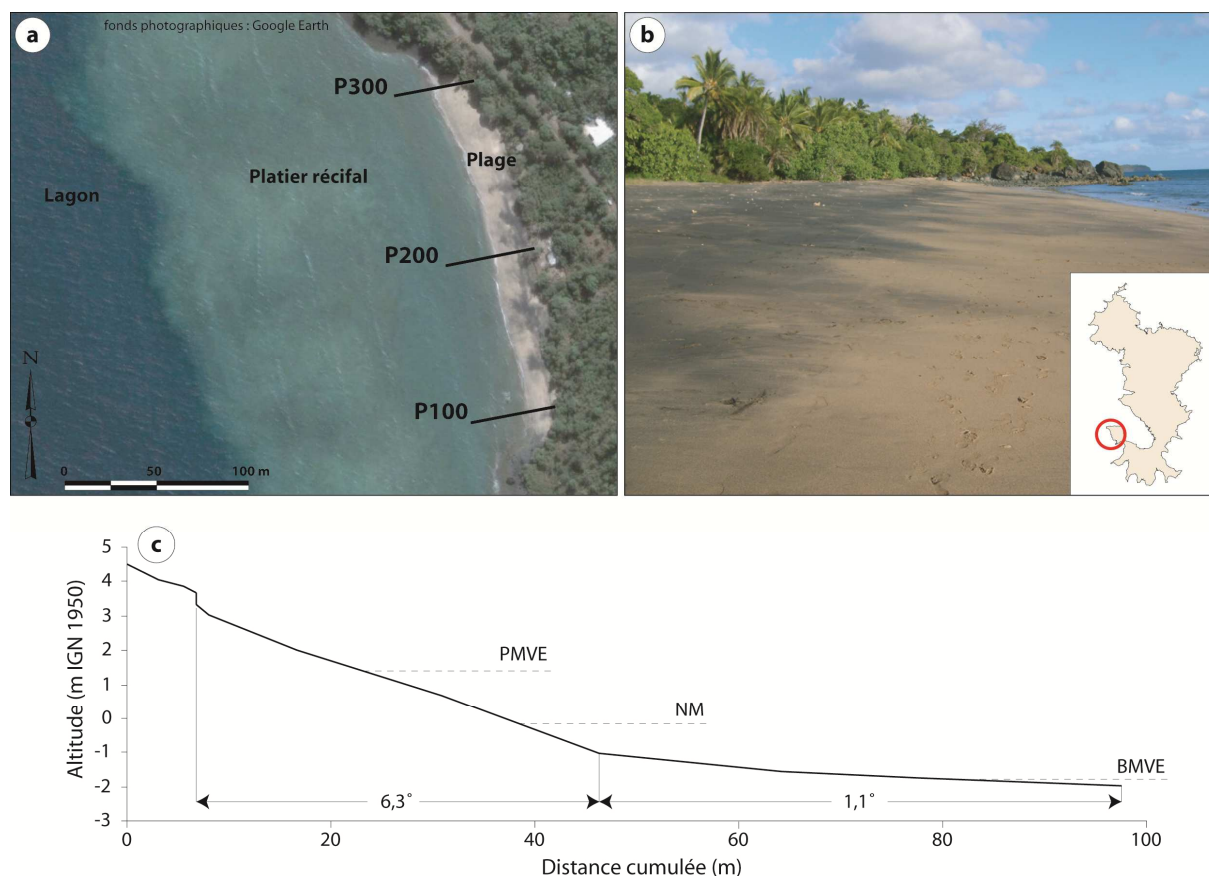 a
fonds photographiques : Google Earth
P300
Plage
Platier récifal
Lagon
P200
P100
N
0 50 100 m
b
c
Altitude (m IGN 1950)
5
4
3
2
1
0
-1
-2
-3
PMVE
NM
BMVE
6,3°
1,1°
0 20 40 60 80 100
Distance cumulée (m)